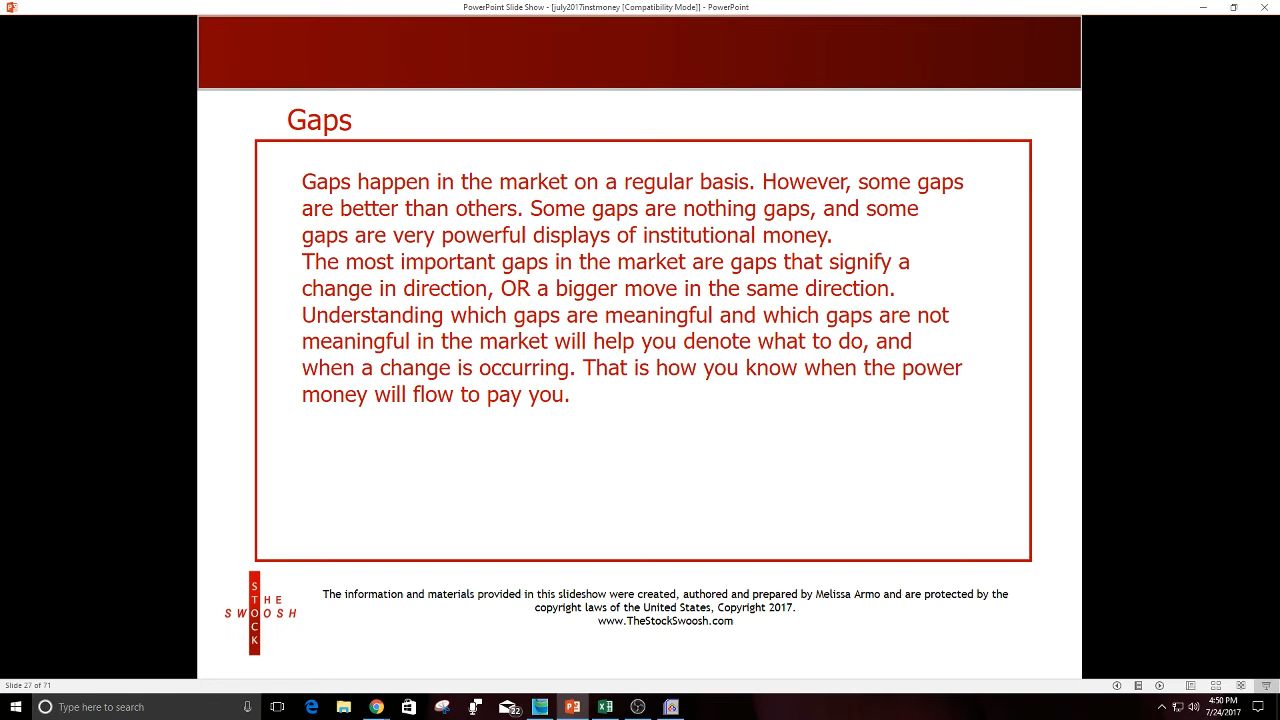 PowerPoint Slide Show - [july2017instmoney [Compatibility Mode]] - PowerPoint
Gaps
Gaps happen in the market on a regular basis. However, some gaps
are better than others. Some gaps are nothing gaps, and some
gaps are very powerful displays of institutional money.
The most important gaps in the market are gaps that signify a
change in direction, OR a bigger move in the same direction.
Understanding which gaps are meaningful and which gaps are not
meaningful in the market will help you denote what to do, and
when a change is occurring. That is how you know when the power
money will flow to pay you.
THE
STOCK
SWOOSH
The information and materials provided in this slideshow were created, authored and prepared by Melissa Armo and are protected by the
copyright laws of the United States, Copyright 2017.
www.TheStockSwoosh.com
Slide 27 of 71
Type here to search
22
4:50 PM
7/24/2017